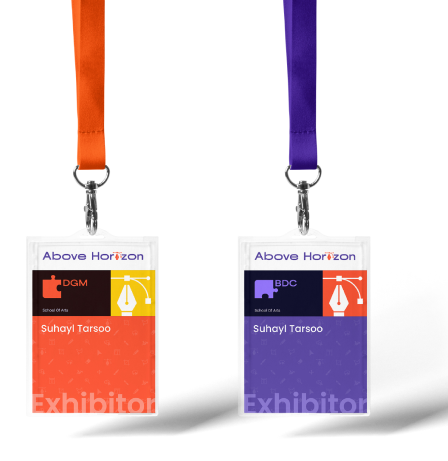 Above Horizon
DGM
School Of Arts
Suhayl Tarsoo
Exhibitor
Above Horizon
BDC
School Of Arts
Suhayl Tarsoo
Exhibitor